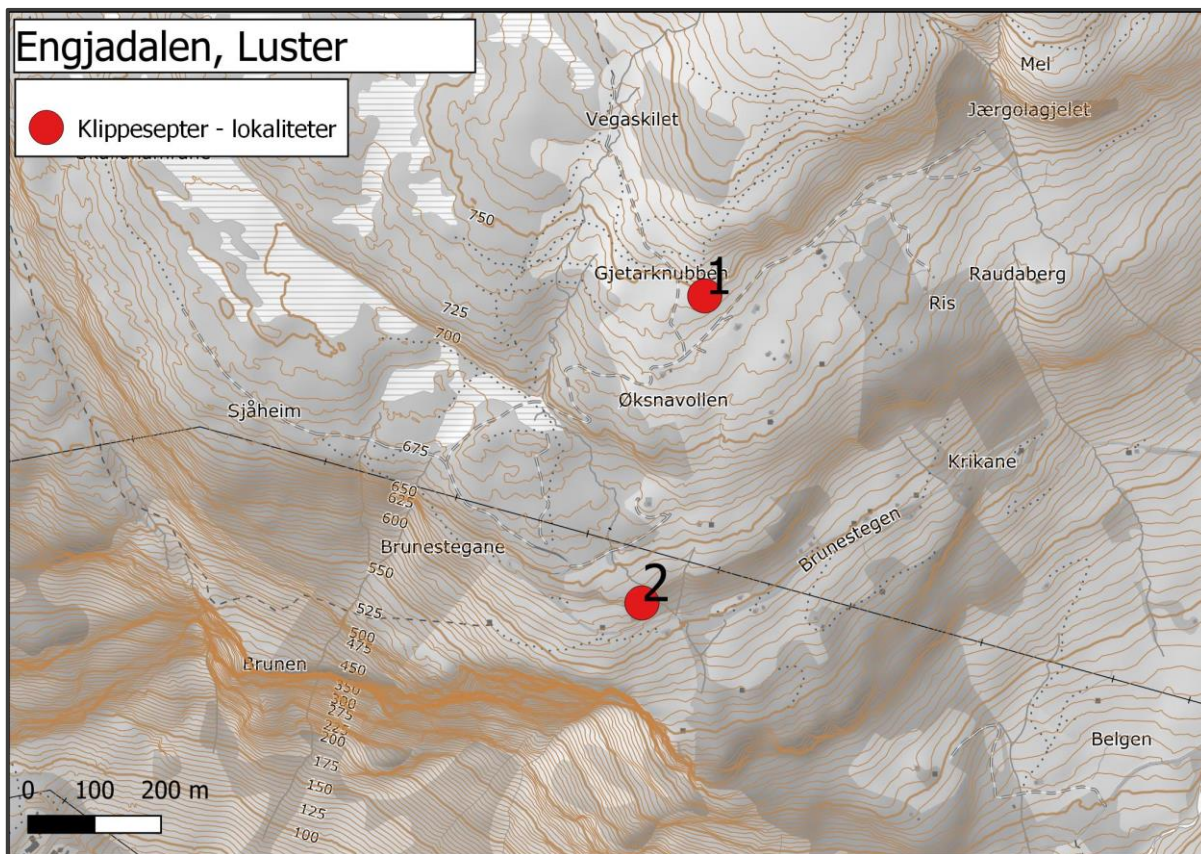 Engjadalen, Luster
Klippesepter - lokaliteter
Mel
Jærgolagjelet
Vegaskilet
750
Gjetarknubben
1
Raudaberg
Ris
725
700
Øksnavollen
Sjåheim
675
Krikane
650
625
600
Brunestegane
Brunestegen
550
2
525
500
475
Brunen
450
350
300
275
225
200
Belgen
175
150
125
100
0 100 200 m